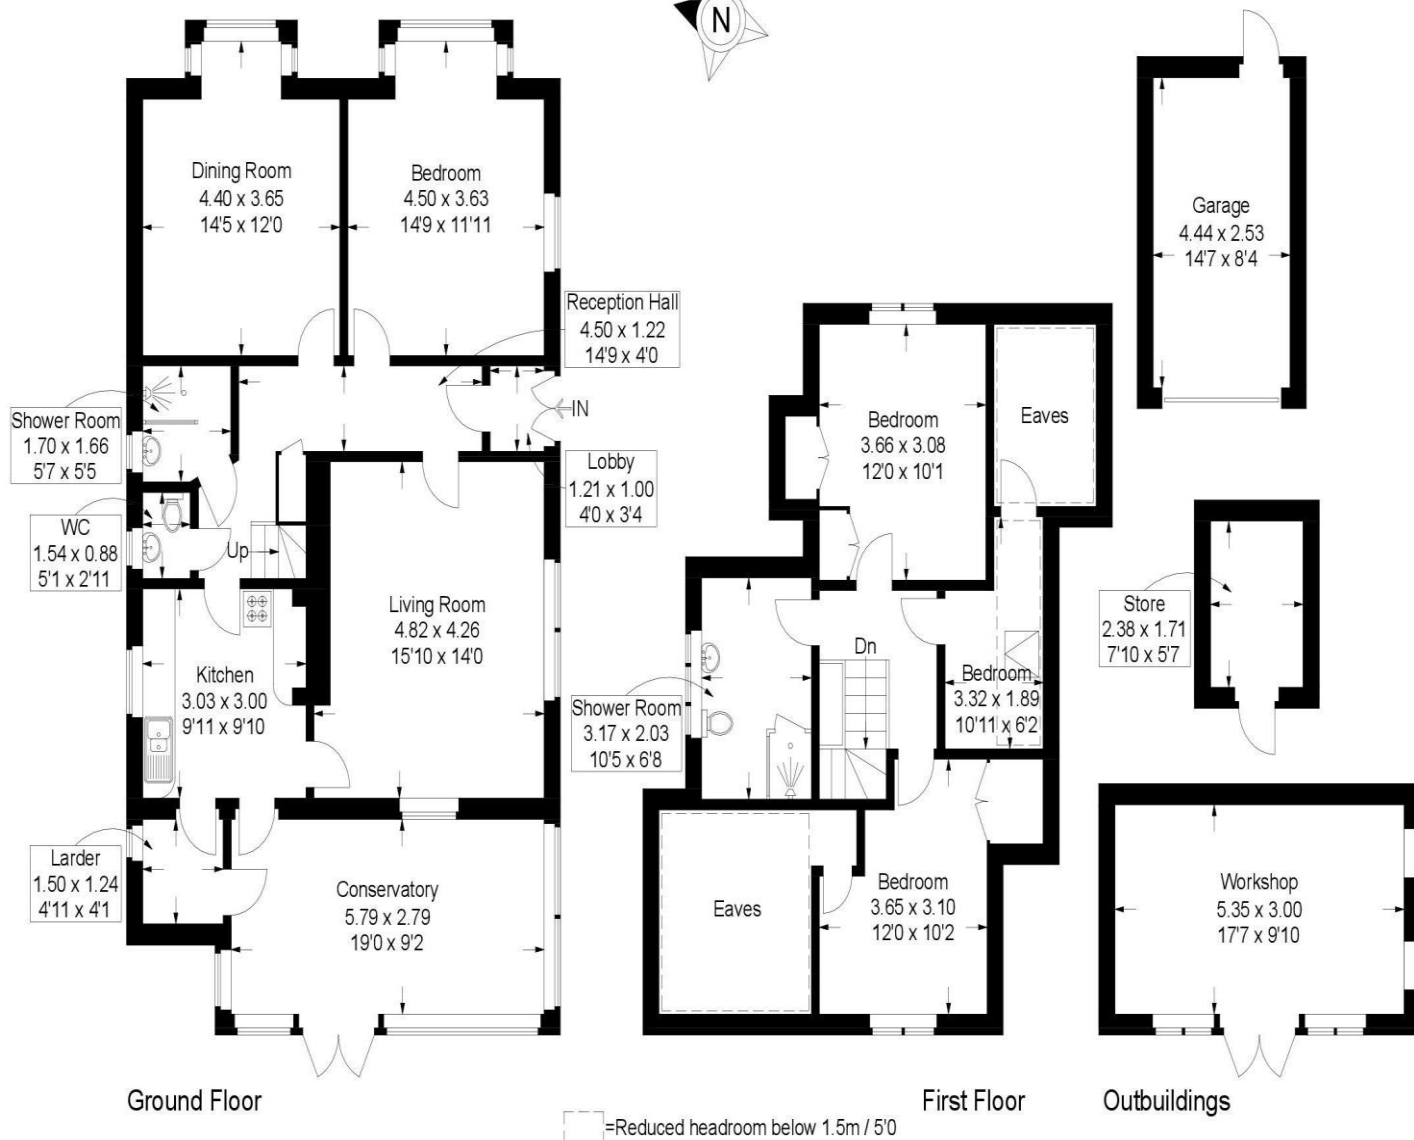 N
Dining Room
4.40 x 3.65
14'5 x 12'0
Bedroom
4.50 x 3.63
14'9 x 11'11
Reception Hall
4.50 x 1.22
14'9 x 4'0
IN
Shower Room
1.70 x 1.66
5'7 x 5'5
Lobby
1.21 x 1.00
4'0 x 3'4
WC
1.54 x 0.88
5'1 x 2'11
Up
Living Room
4.82 x 4.26
15'10 x 14'0
Kitchen
3.03 x 3.00
9'11 x 9'10
Larder
1.50 x 1.24
4'11 x 4'1
Conservatory
5.79 x 2.79
19'0 x 9'2
Ground Floor
Bedroom
3.66 x 3.08
12'0 x 10'1
Eaves
Dn
Bedroom
3.32 x 1.89
10'11 x 6'2
Shower Room
3.17 x 2.03
10'5 x 6'8
Eaves
Bedroom
3.65 x 3.10
12'0 x 10'2
First Floor
Garage
4.44 x 2.53
14'7 x 8'4
Store
2.38 x 1.71
7'10 x 5'7
Workshop
5.35 x 3.00
17'7 x 9'10
Outbuildings
=Reduced headroom below 1.5m / 5'0